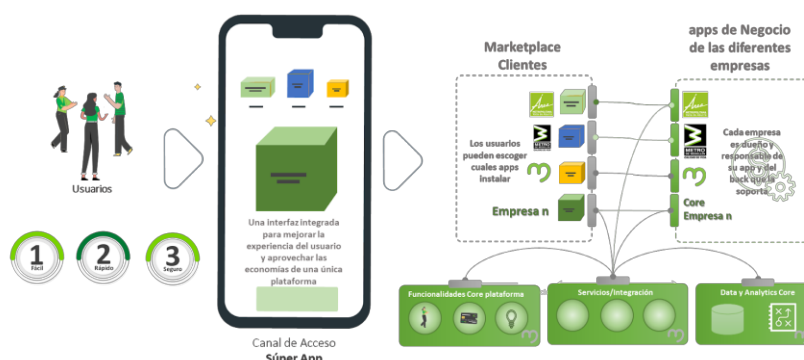 Usuarios
1
Fácil
2
Rápido
3
Seguro
Una interfaz integrada
para mejorar la
experiencia del usuario
y aprovechar las
economías de una única
plataforma
Canal de Acceso
Súper App
Marketplace
Clientes
Los usuarios
pueden escoger
cuales apps
instalar
METRO
Empresa n
apps de Negocio
de las diferentes
empresas
METRO
Cada empresa
es dueño y
responsable de
su app y del
back que la
soporta
Core
Empresa n
Funcionalidades Core plataforma
Servicios/Integración
Data y Analytics Core